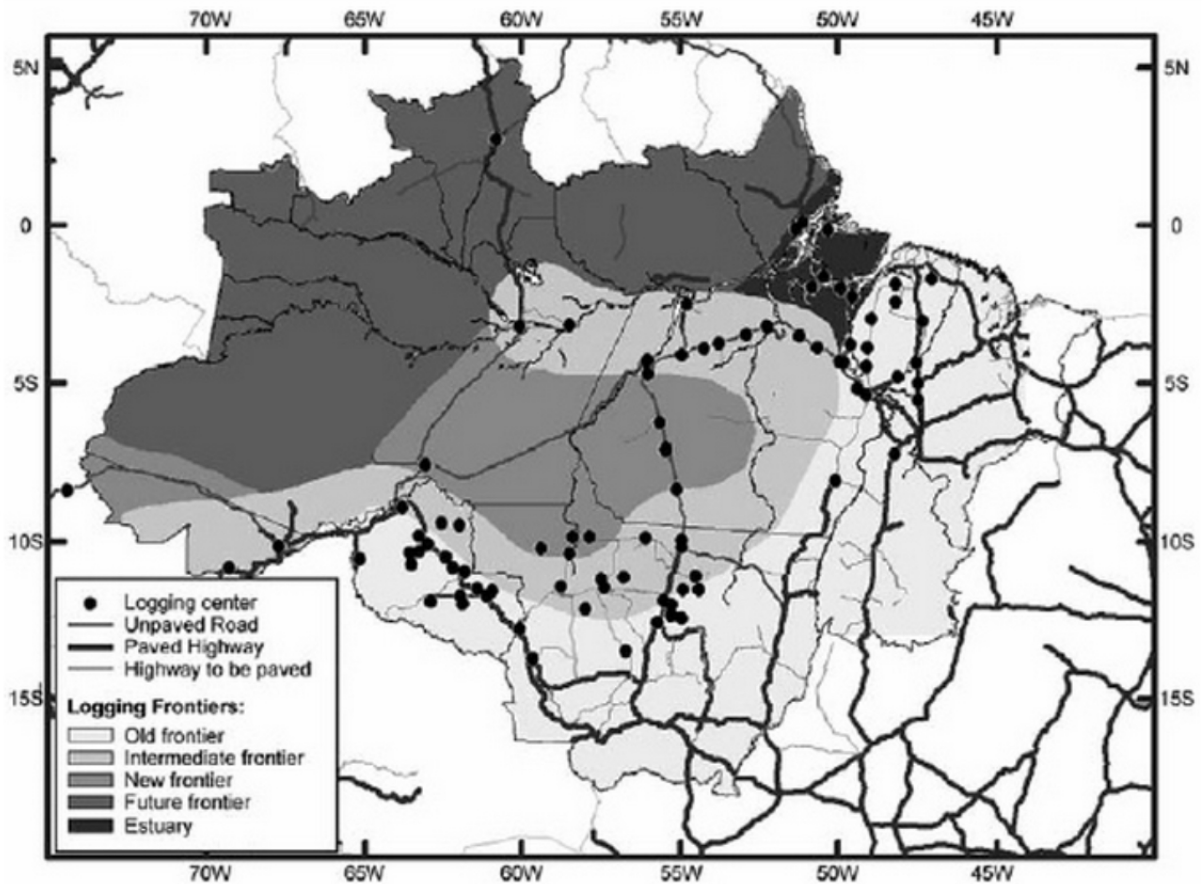 70W 65W 60W 55W 50W 45W
5N 5N
0 0
5S 5S
10S 10S
15S 15S
Logging center
Unpaved Road
Paved Highway
Highway to be paved
Logging Frontiers:
Old frontier
Intermediate frontier
New frontier
Future frontier
Estuary
70W 65W 60W 55W 50W 45W